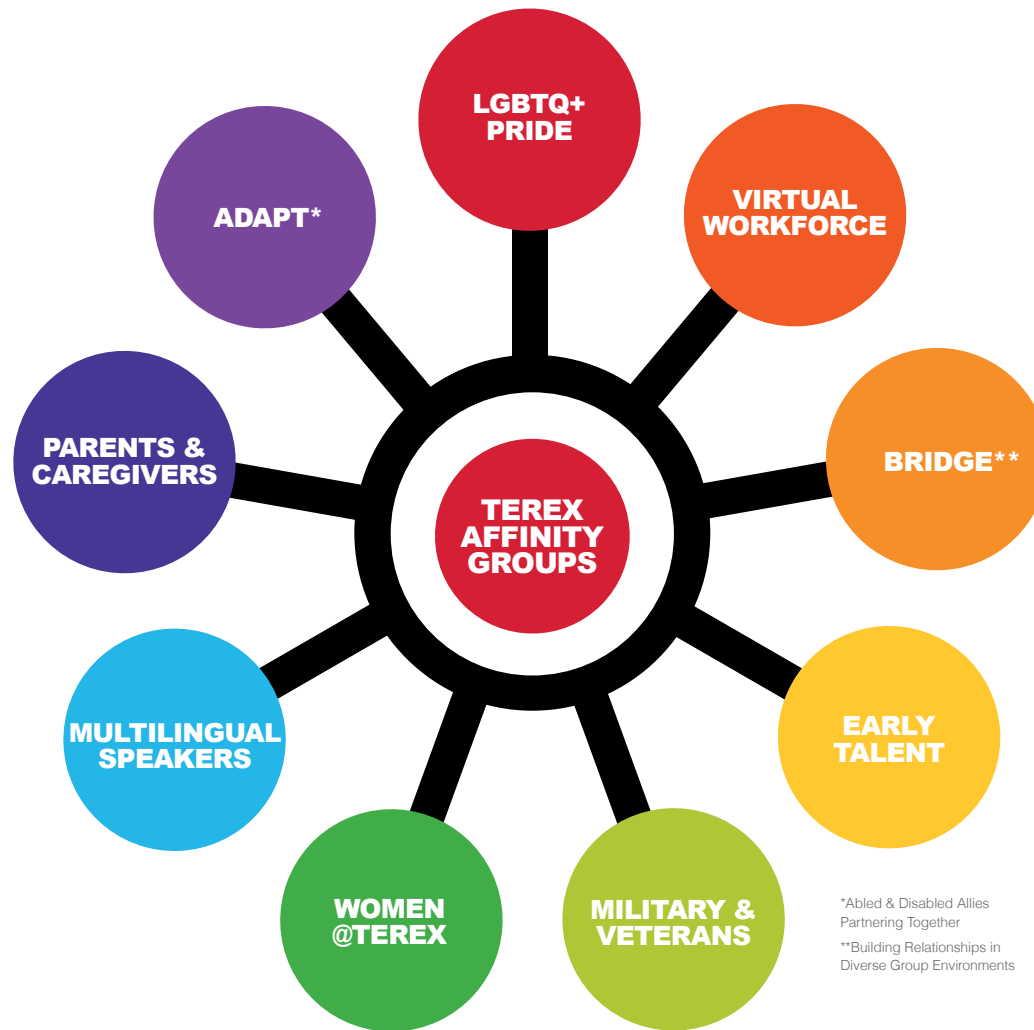 LGBTQ+
PRIDE
VIRTUAL
WORKFORCE
ADAPT*
BRIDGE**
PARENTS &
CAREGIVERS
TEREX
AFFINITY
GROUPS
EARLY
TALENT
MULTILINGUAL
SPEAKERS
MILITARY &
VETERANS
WOMEN
@TEREX
*Abled & Disabled Allies
Partnering Together
**Building Relationships in
Diverse Group Environments